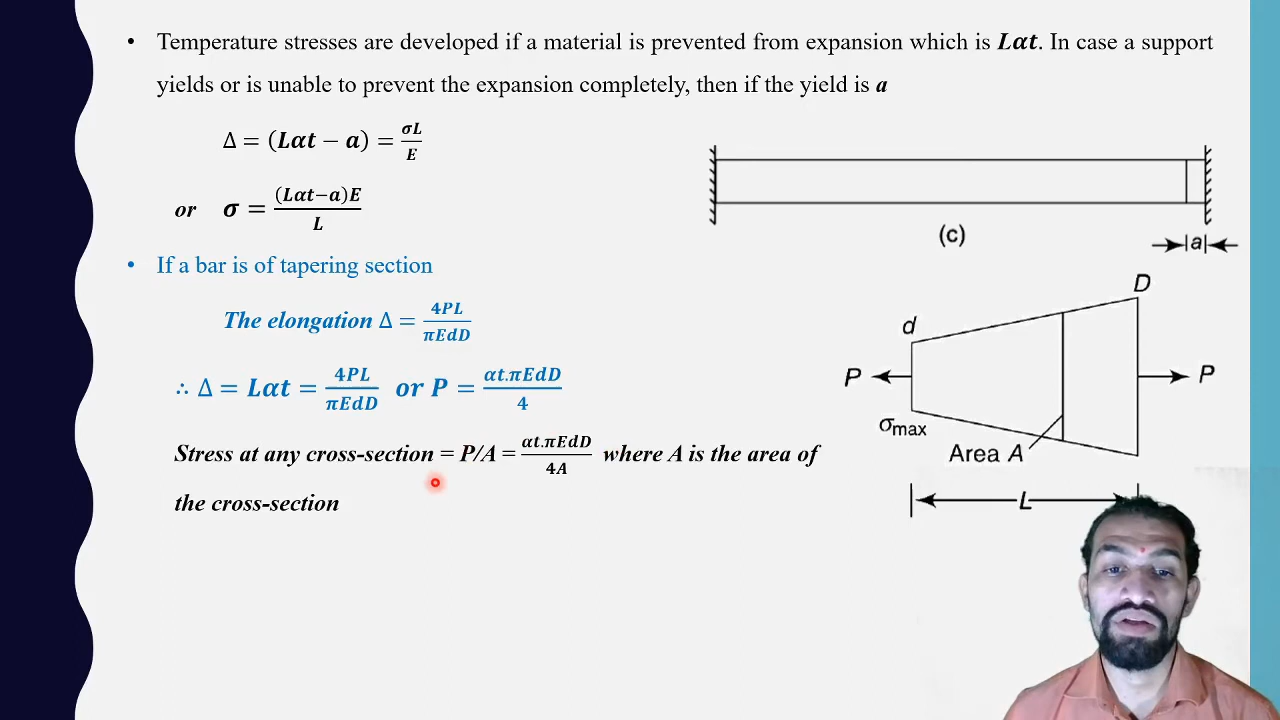 • Temperature stresses are developed if a material is prevented from expansion which is Lαt. In case a support
yields or is unable to prevent the expansion completely, then if the yield is a
Δ = (Lαt − a) = σL/E
or σ = (Lαt−a)E/L
(c)
a
• If a bar is of tapering section
The elongation Δ = 4PL/πEdD
∴ Δ = Lαt = 4PL/πEdD or P = αt.πEdD/4
Stress at any cross-section = P/A = αt.πEdD/4A where A is the area of
the cross-section
D
d
P
P
σmax
Area A
L